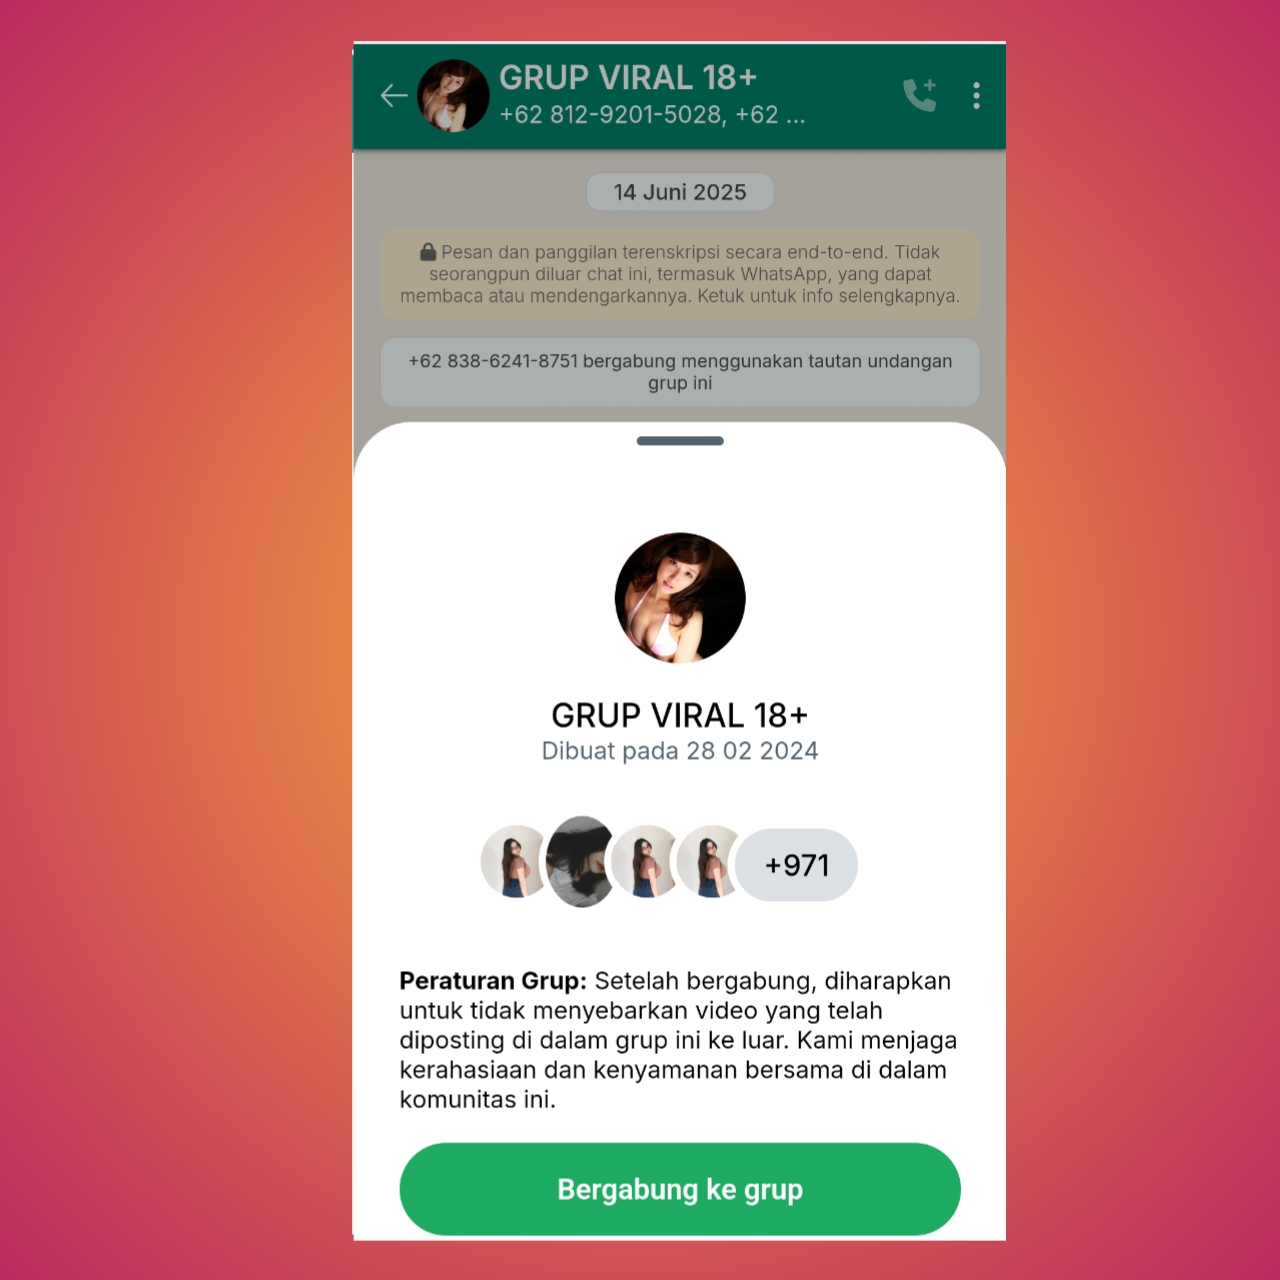 GRUP VIRAL 18+
+62 812-9201-5028, +62 ...
14 Juni 2025
Pesan dan panggilan terenskripsi secara end-to-end. Tidak
seorangpun diluar chat ini, termasuk WhatsApp, yang dapat
membaca atau mendengarkannya. Ketuk untuk info selengkapnya.
+62 838-6241-8751 bergabung menggunakan tautan undangan
grup ini
GRUP VIRAL 18+
Dibuat pada 28 02 2024
+971
Peraturan Grup: Setelah bergabung, diharapkan
untuk tidak menyebarkan video yang telah
diposting di dalam grup ini ke luar. Kami menjaga
kerahasiaan dan kenyamanan bersama di dalam
komunitas ini.
Bergabung ke grup